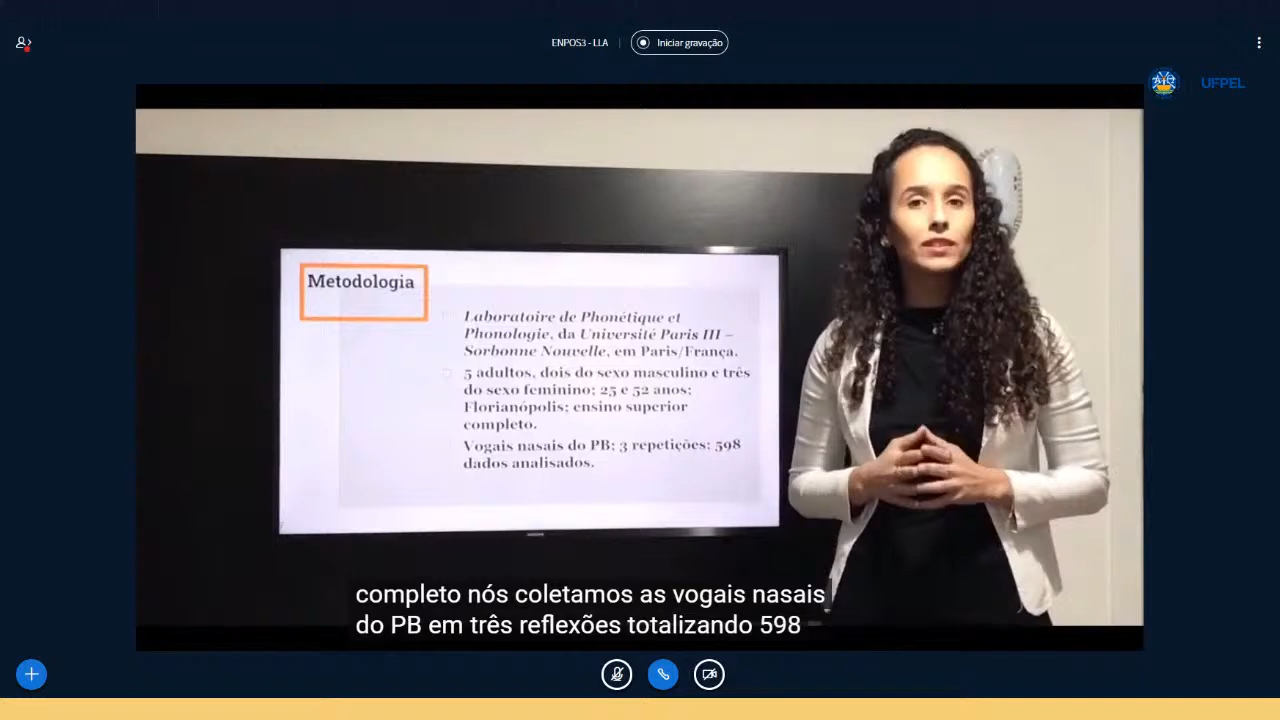 ENPOS3 - LLA
Iniciar gravação
UFPEL
Metodologia
Laboratoire de Phonétique et
Phonologie, da Université Paris III –
Sorbonne Nouvelle, em Paris/França.
5 adultos, dois do sexo masculino e três
do sexo feminino; 25 e 52 anos;
Florianópolis; ensino superior
completo.
Vogais nasais do PB; 3 repetições; 598
dados analisados.
completo nós coletamos as vogais nasais
do PB em três reflexões totalizando 598